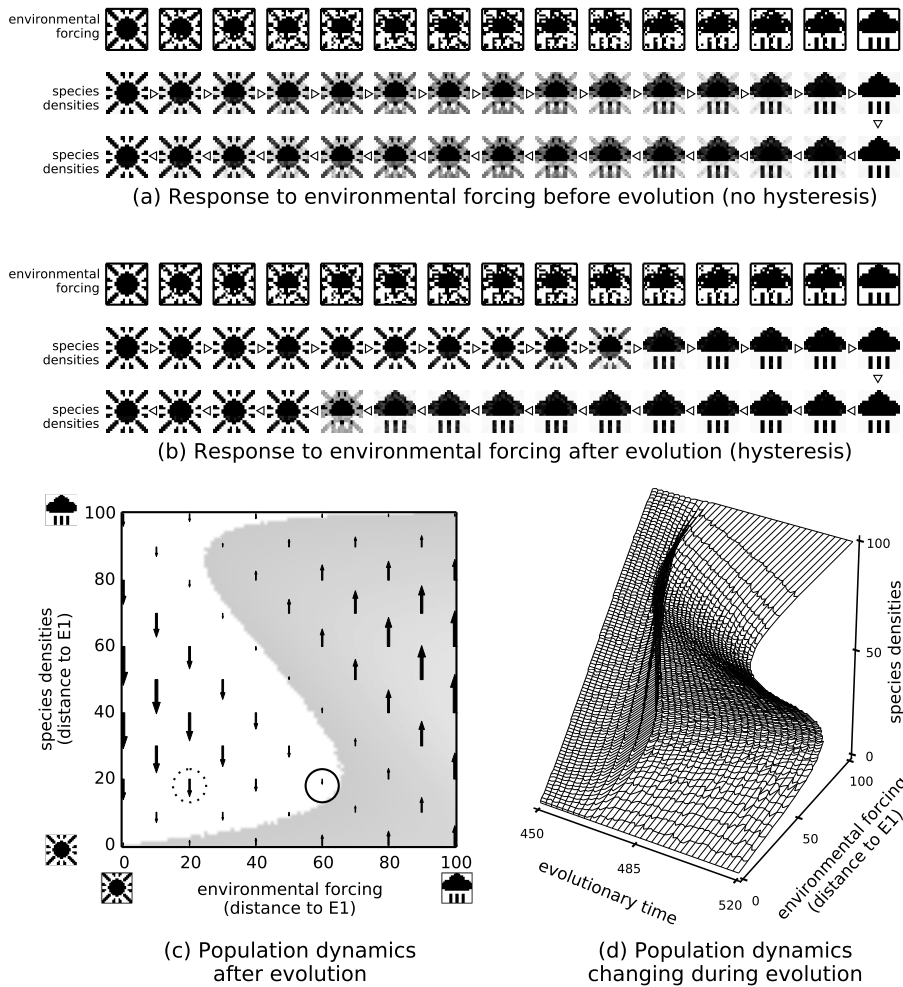 environmental
forcing
species
densities
species
densities
(a) Response to environmental forcing before evolution (no hysteresis)
environmental
forcing
species
densities
species
densities
(b) Response to environmental forcing after evolution (hysteresis)
100
80
60
40
20
0
species densities
(distance to E1)
0 20 40 60 80 100
environmental forcing
(distance to E1)
(c) Population dynamics
after evolution
100
50
0
species densities
450
485
520
evolutionary time
0
50
100
environmental forcing
(distance to E1)
(d) Population dynamics
changing during evolution